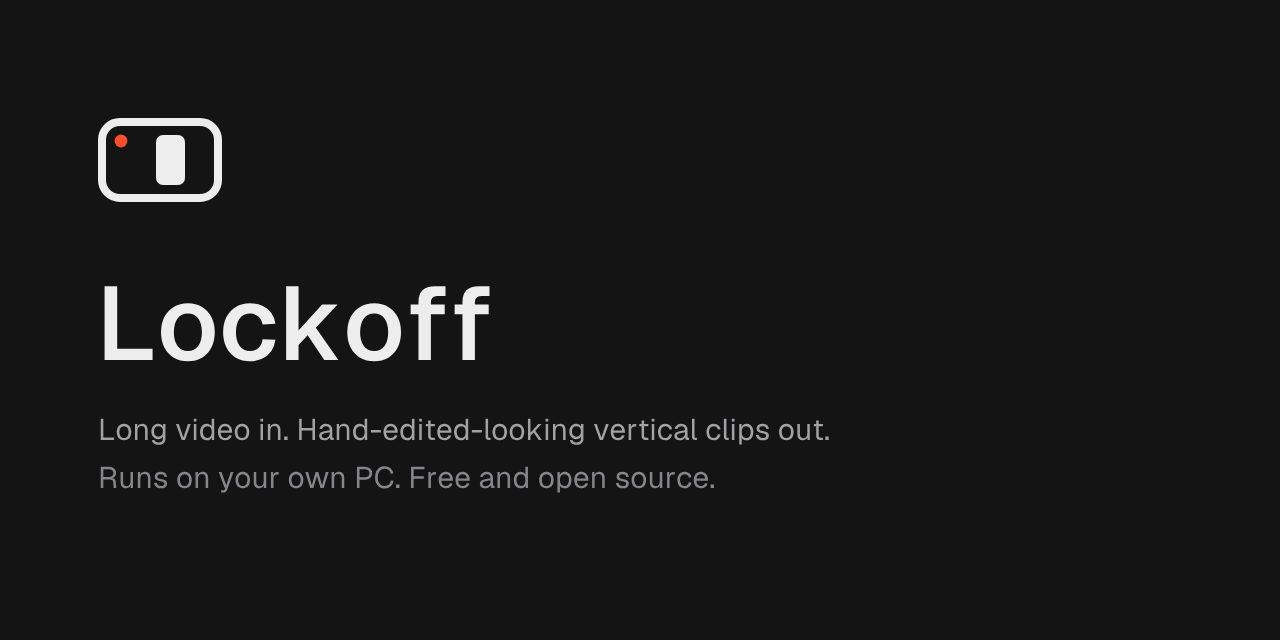 Lockoff
Long video in. Hand-edited-looking vertical clips out.
Runs on your own PC. Free and open source.